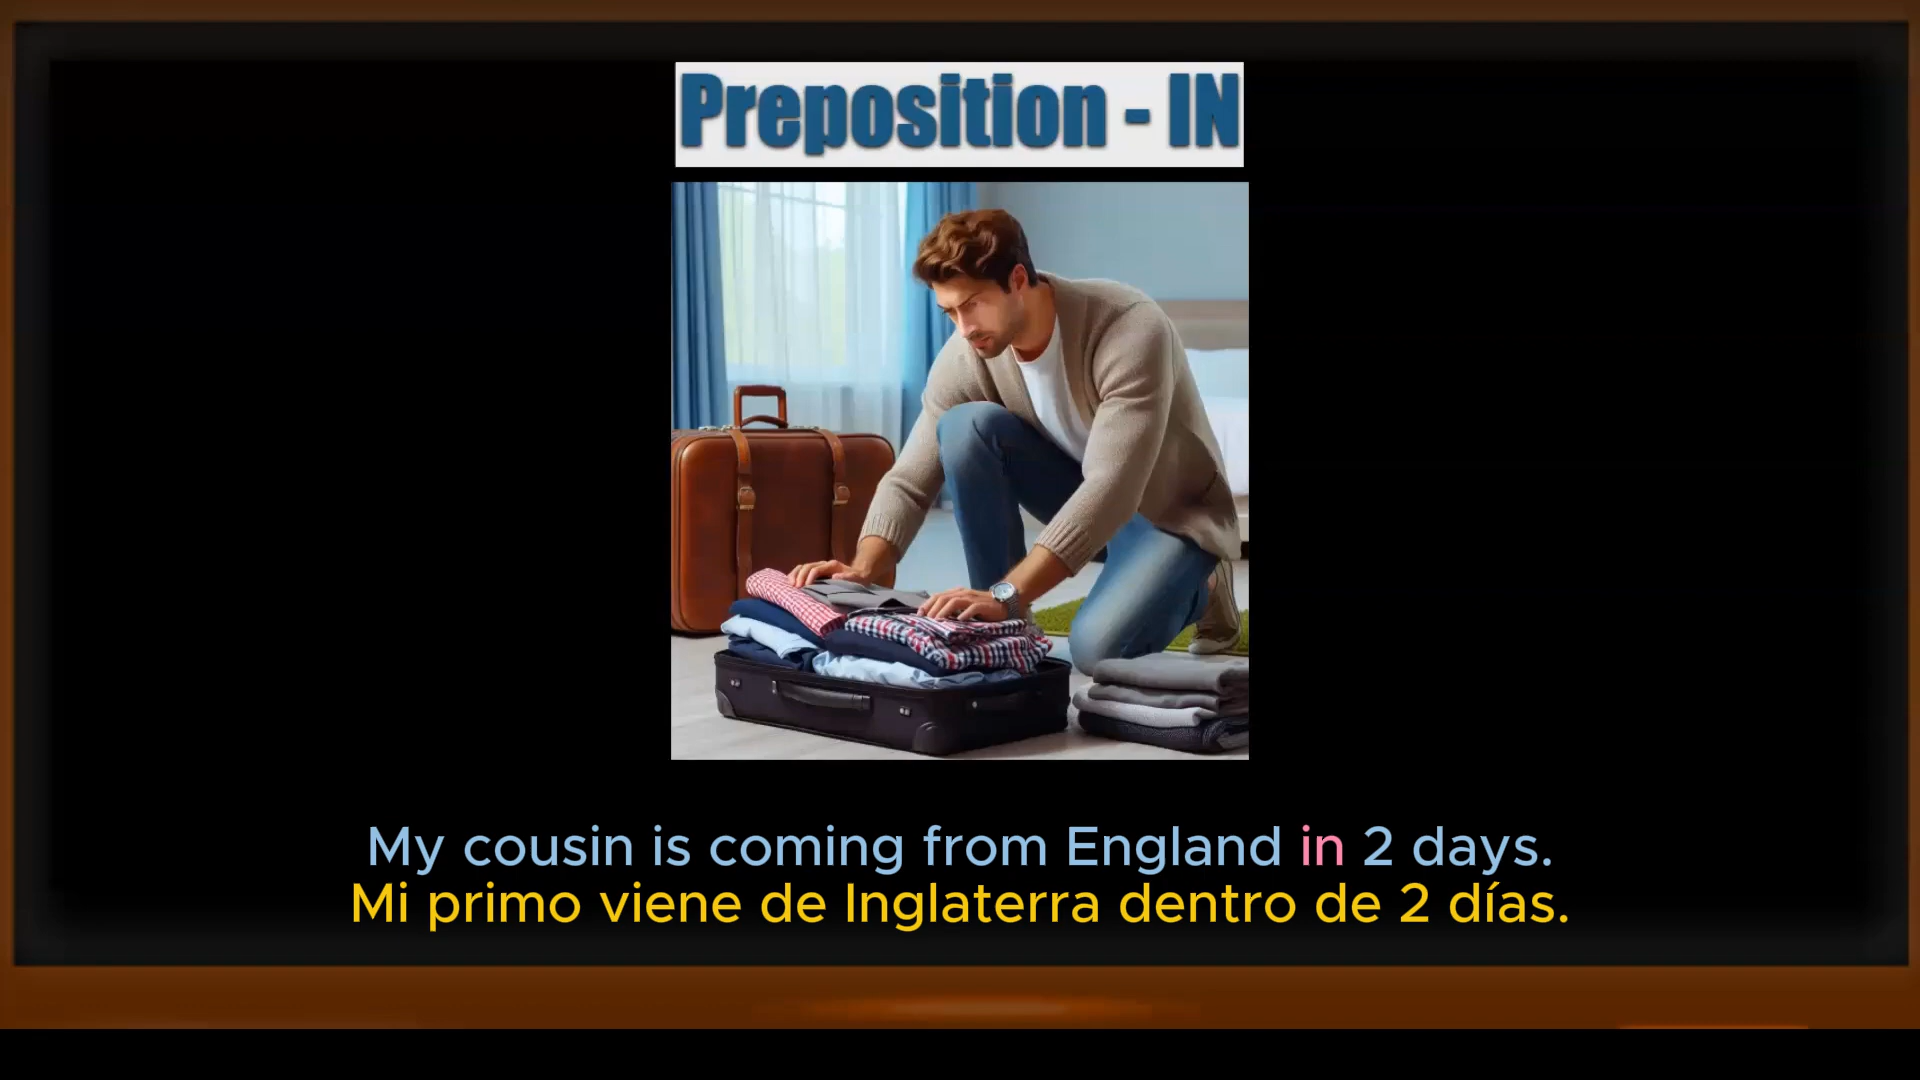 Preposition - IN
My cousin is coming from England in 2 days.
Mi primo viene de Inglaterra dentro de 2 días.